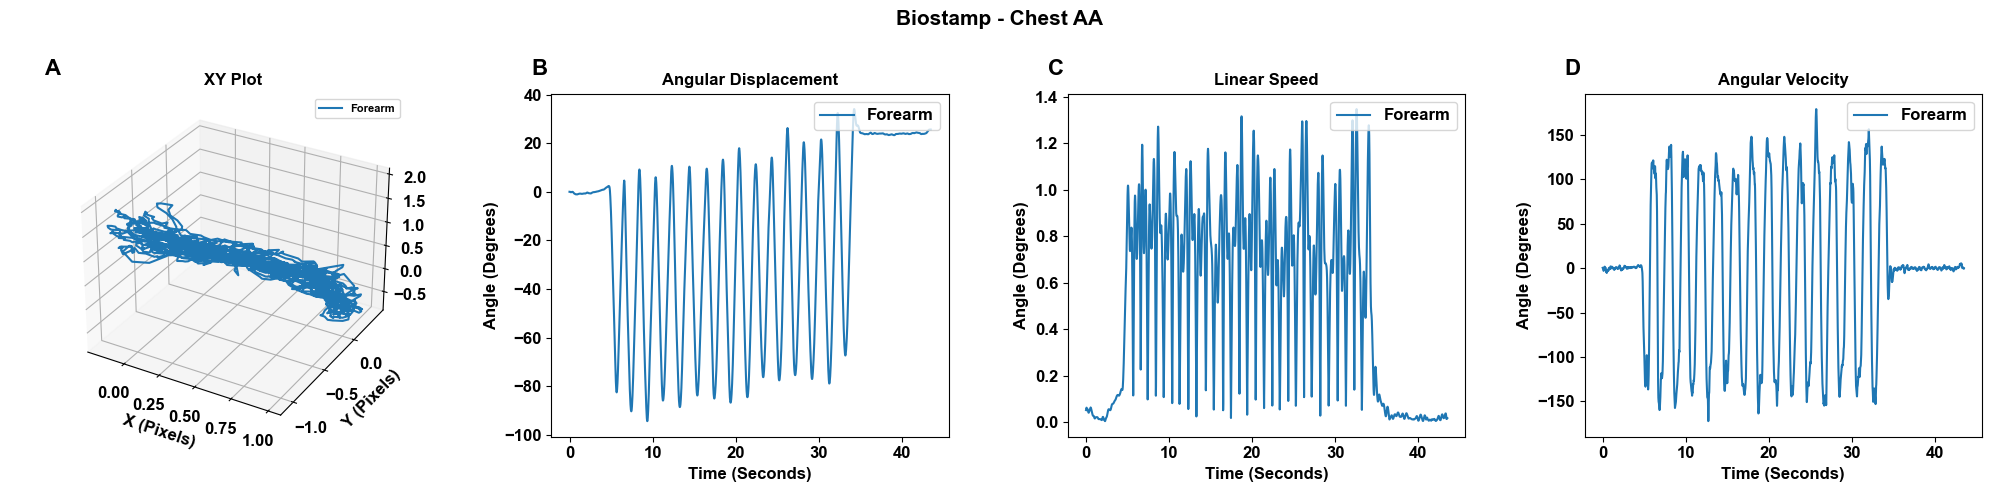 Biostamp - Chest AA
A
XY Plot
Forearm
2.0
1.5
1.0
0.5
0.0
−0.5
0.00
0.25
0.50
0.75
1.00
X (Pixels)
−1.0
−0.5
0.0
Y (Pixels)
B
Angular Displacement
Forearm
40
20
0
−20
−40
−60
−80
−100
Angle (Degrees)
0 10 20 30 40
Time (Seconds)
C
Linear Speed
Forearm
1.4
1.2
1.0
0.8
0.6
0.4
0.2
0.0
Angle (Degrees)
0 10 20 30 40
Time (Seconds)
D
Angular Velocity
Forearm
150
100
50
0
−50
−100
−150
Angle (Degrees)
0 10 20 30 40
Time (Seconds)